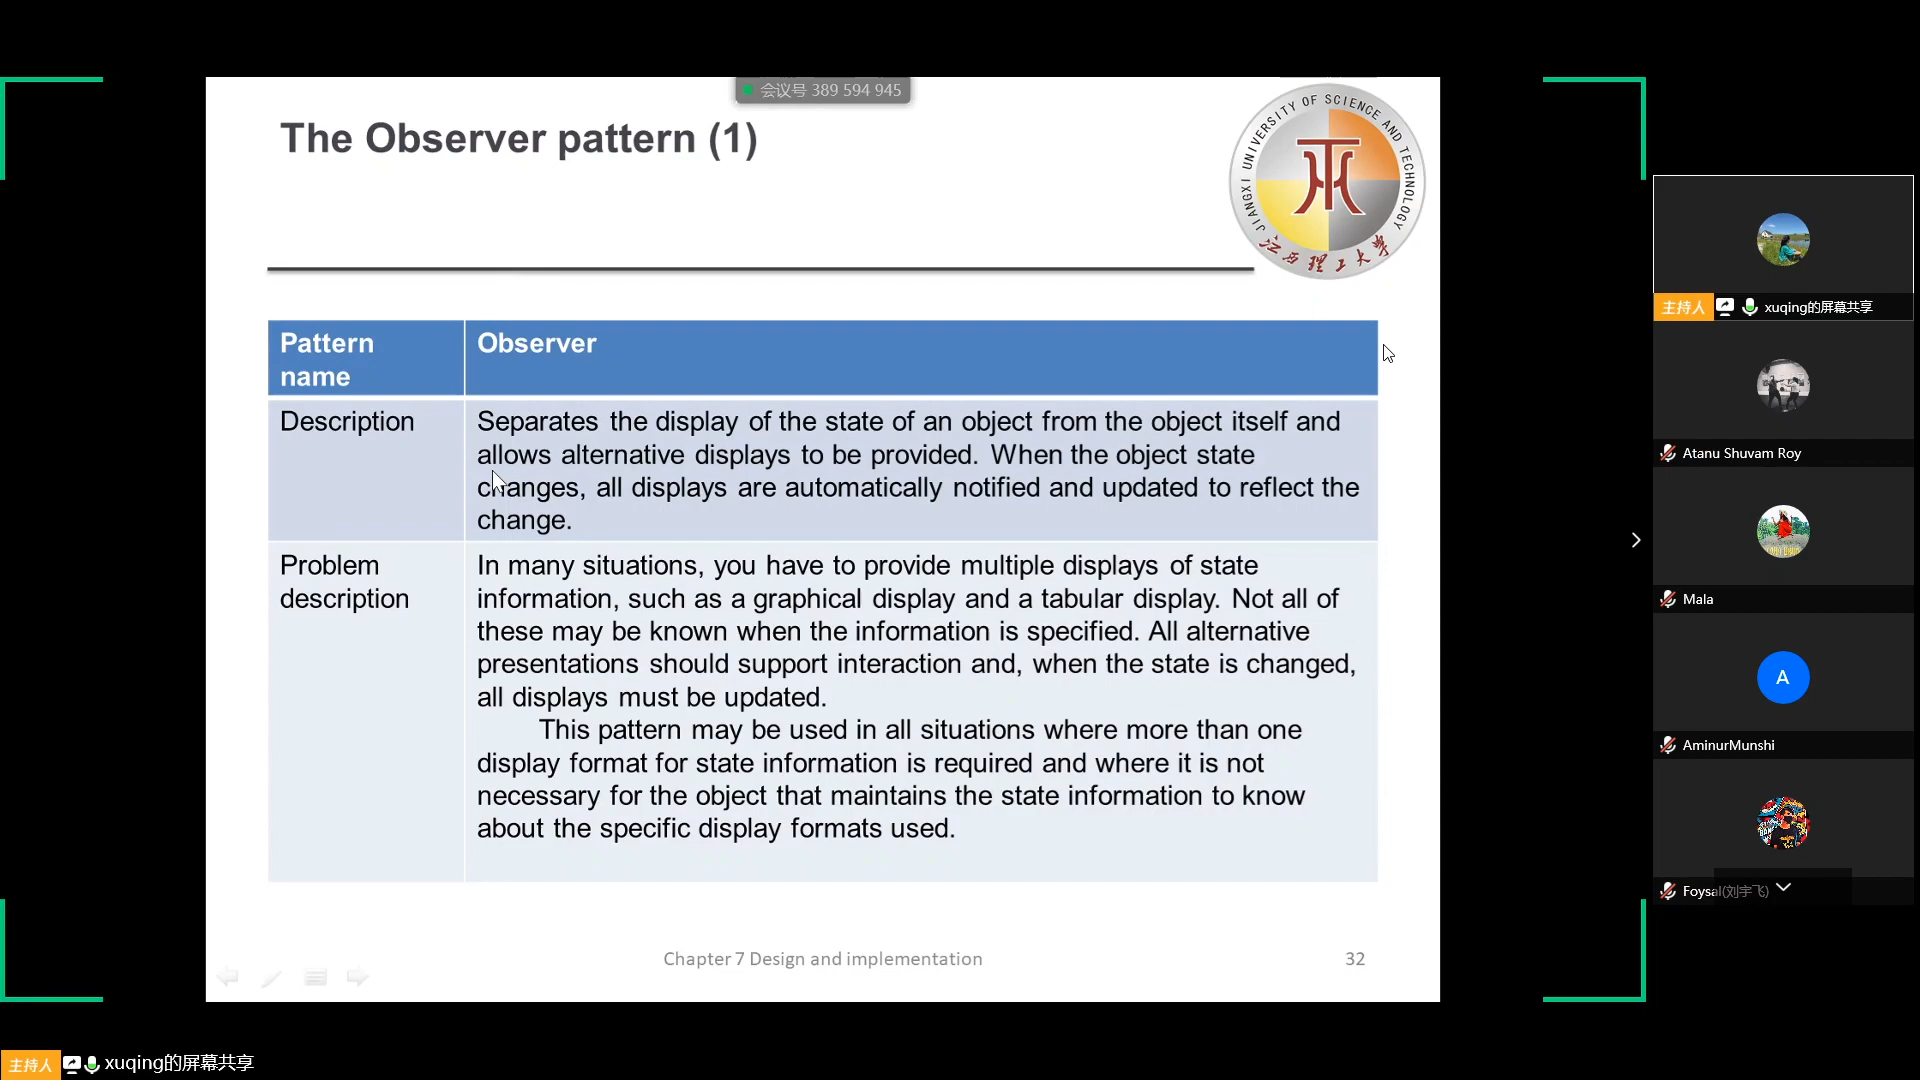 会议号 389 594 945
The Observer pattern (1)
JIANGXI UNIVERSITY OF SCIENCE AND TECHNOLOGY
江西理工大学
Pattern name
Observer
Description
Separates the display of the state of an object from the object itself and
allows alternative displays to be provided. When the object state
changes, all displays are automatically notified and updated to reflect the
change.
Problem description
In many situations, you have to provide multiple displays of state
information, such as a graphical display and a tabular display. Not all of
these may be known when the information is specified. All alternative
presentations should support interaction and, when the state is changed,
all displays must be updated.
This pattern may be used in all situations where more than one
display format for state information is required and where it is not
necessary for the object that maintains the state information to know
about the specific display formats used.
Chapter 7 Design and implementation
32
主持人 xuqing的屏幕共享
Atanu Shuvam Roy
Mala
A
AminurMunshi
Foysal(刘宇飞)
主持人 xuqing的屏幕共享